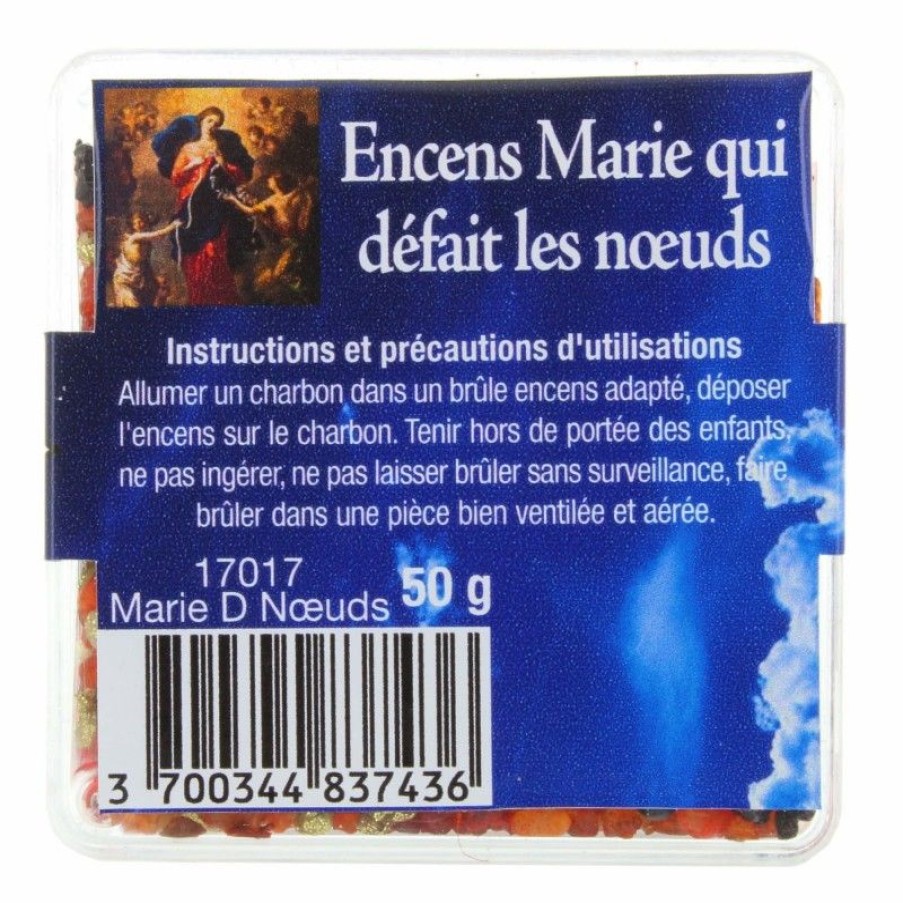 Encens Marie qui
défait les nœuds
Instructions et précautions d'utilisations
Allumer un charbon dans un brûle encens adapté, déposer
l'encens sur le charbon. Tenir hors de portée des enfants,
ne pas ingérer, ne pas laisser brûler sans surveillance, faire
brûler dans une pièce bien ventilée et aérée.
17017
Marie D Nœuds 50 g
3 700344 837436